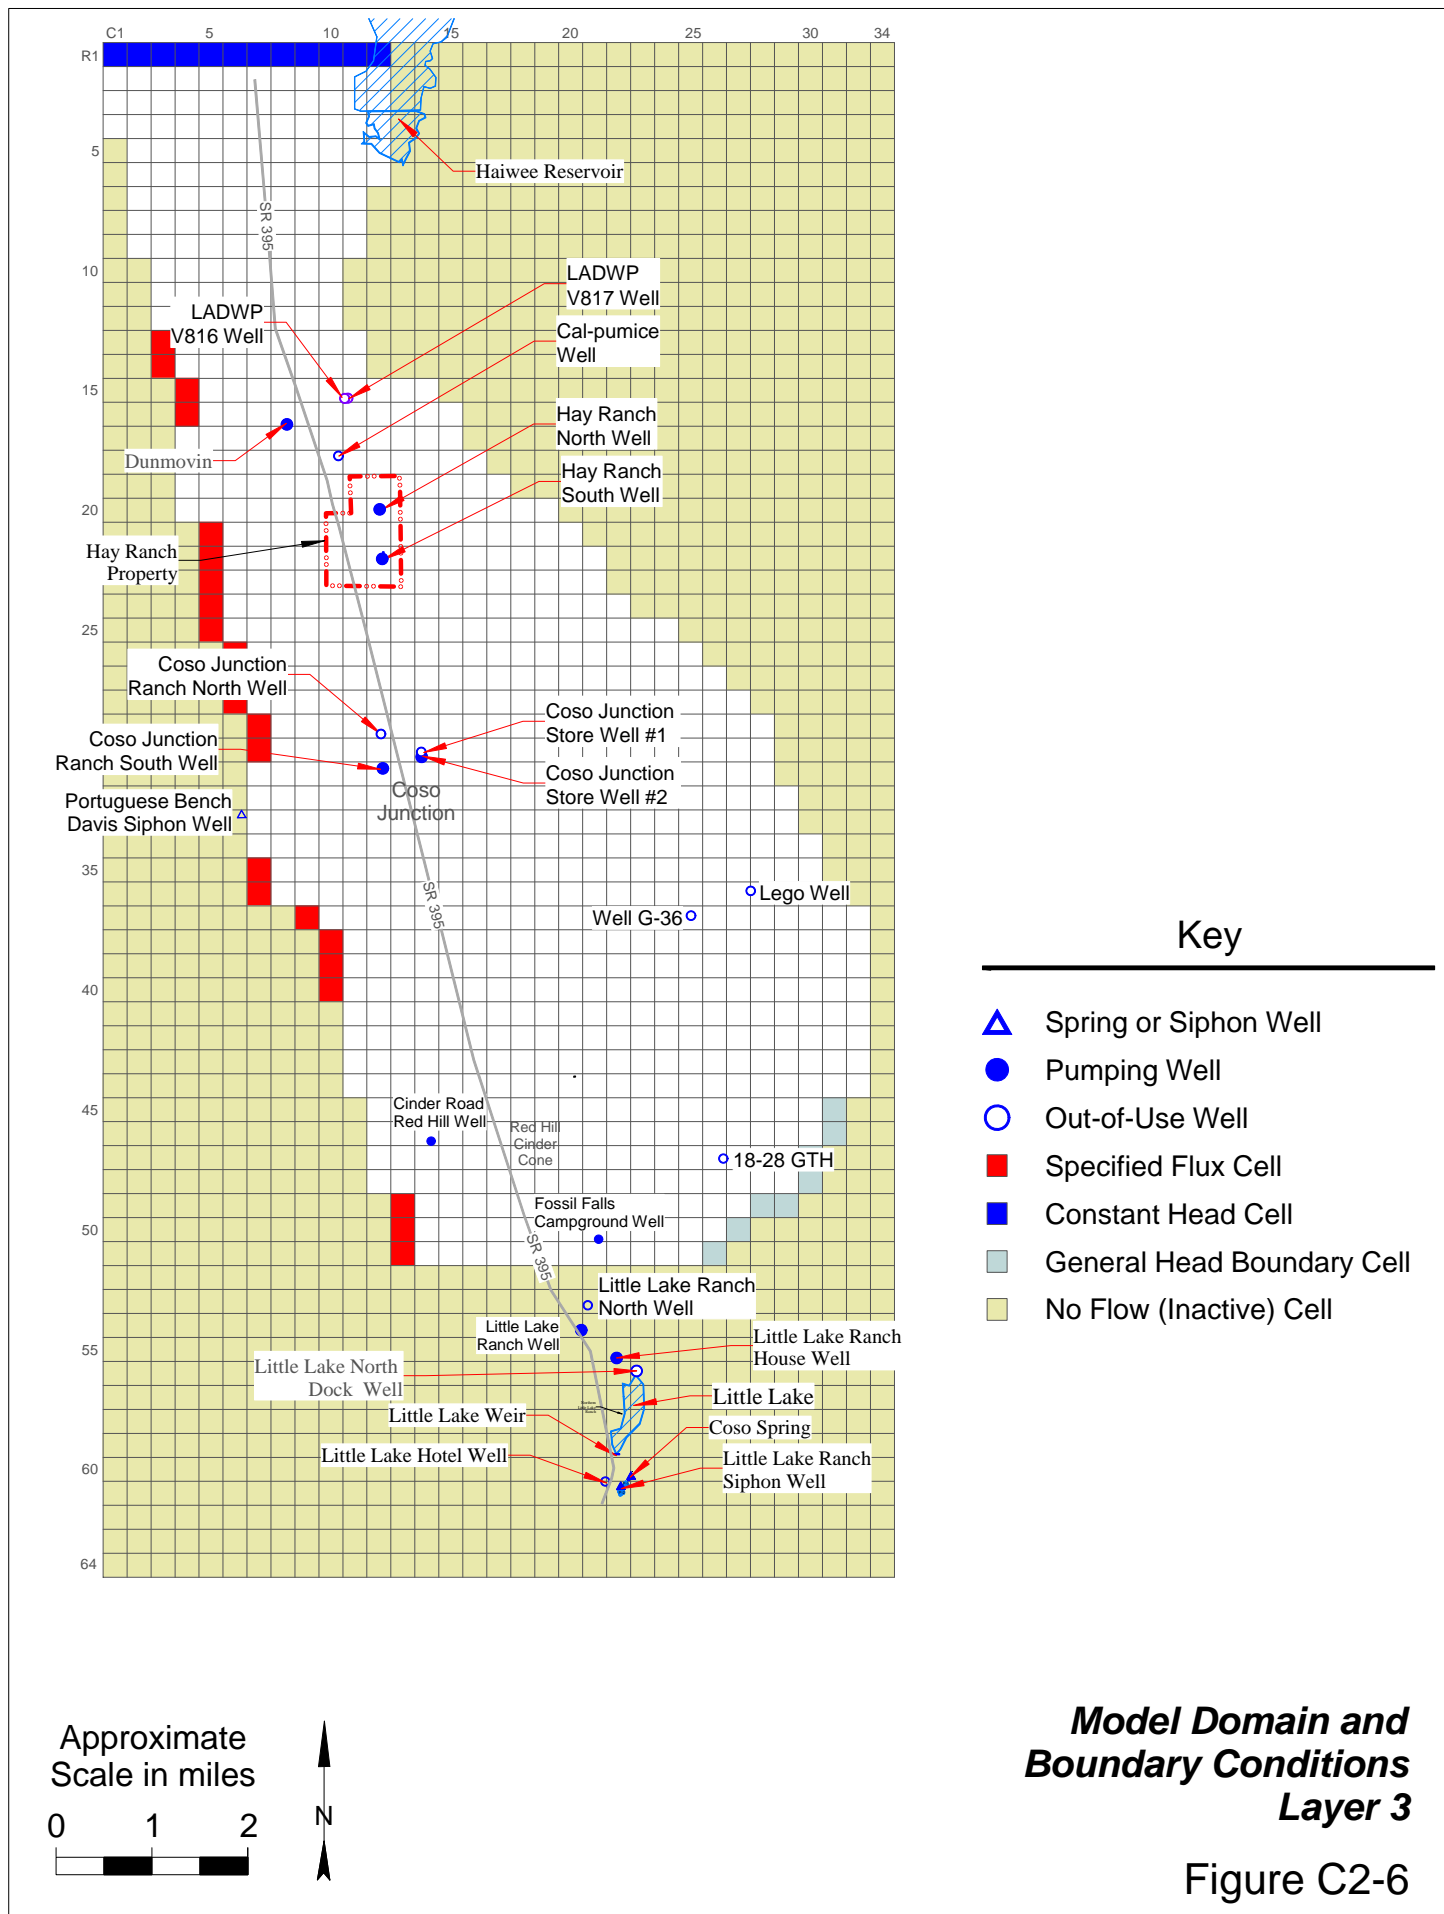 C1 5 10 15 20 25 30 34
R1
5
10
15
20
25
35
40
45
50
55
60
64
Haiwee Reservoir
SR 395
LADWP
V817 Well
LADWP
V816 Well
Cal-pumice
Well
Hay Ranch
North Well
Dunmovin
Hay Ranch
South Well
Hay Ranch
Property
Coso Junction
Ranch North Well
Coso Junction
Store Well #1
Coso Junction
Ranch South Well
Coso Junction
Store Well #2
Coso
Junction
Portuguese Bench
Davis Siphon Well
SR 395
Lego Well
Well G-36
Cinder Road
Red Hill Well
Red Hill
Cinder
Cone
18-28 GTH
Fossil Falls
Campground Well
SR 395
Little Lake Ranch
North Well
Little Lake
Ranch Well
Little Lake Ranch
House Well
Little Lake North
Dock Well
Little Lake
Little Lake Weir
Coso Spring
Little Lake Hotel Well
Little Lake Ranch
Siphon Well
Key
Spring or Siphon Well
Pumping Well
Out-of-Use Well
Specified Flux Cell
Constant Head Cell
General Head Boundary Cell
No Flow (Inactive) Cell
Approximate
Scale in miles
0 1 2
N
Model Domain and
Boundary Conditions
Layer 3
Figure C2-6